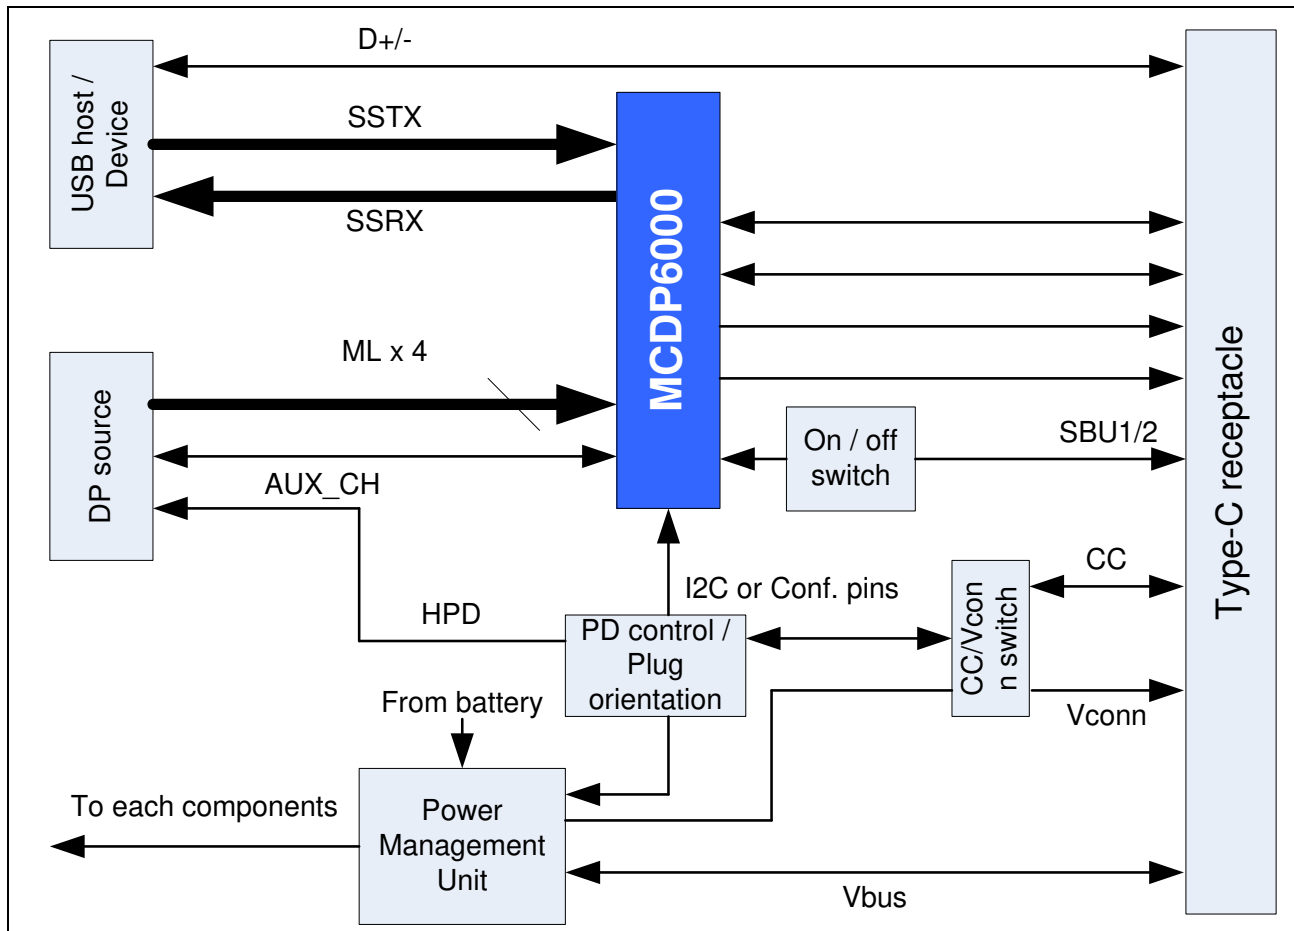 D+/-
USB host /
Device
SSTX
SSRX
MCDP6000
Type-C receptacle
ML x 4
DP source
AUX_CH
On / off
switch
SBU1/2
I2C or Conf. pins
CC/Vcon
n switch
CC
HPD
PD control /
Plug
orientation
From battery
Vconn
To each components
Power
Management
Unit
Vbus